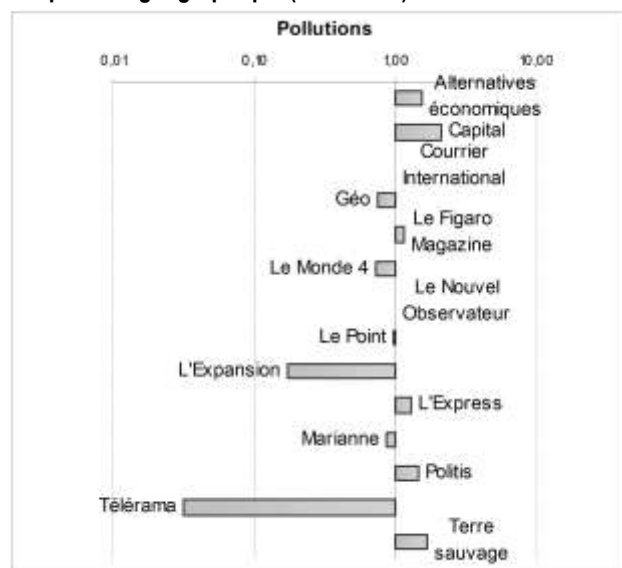 Pollutions
0,01 0,10 1,00 10,00
Alternatives
économiques
Capital
Courrier
International
Géo
Le Figaro
Magazine
Le Monde 4
Le Nouvel
Observateur
Le Point
L'Expansion
L'Express
Marianne
Politis
Télérama
Terre
sauvage